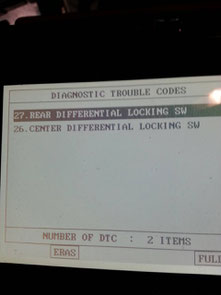 DIAGNOSTIC TROUBLE CODES
27.REAR DIFFERENTIAL LOCKING SW
26.CENTER DIFFERENTIAL LOCKING SW
NUMBER OF DTC : 2 ITEMS
ERAS
FULL